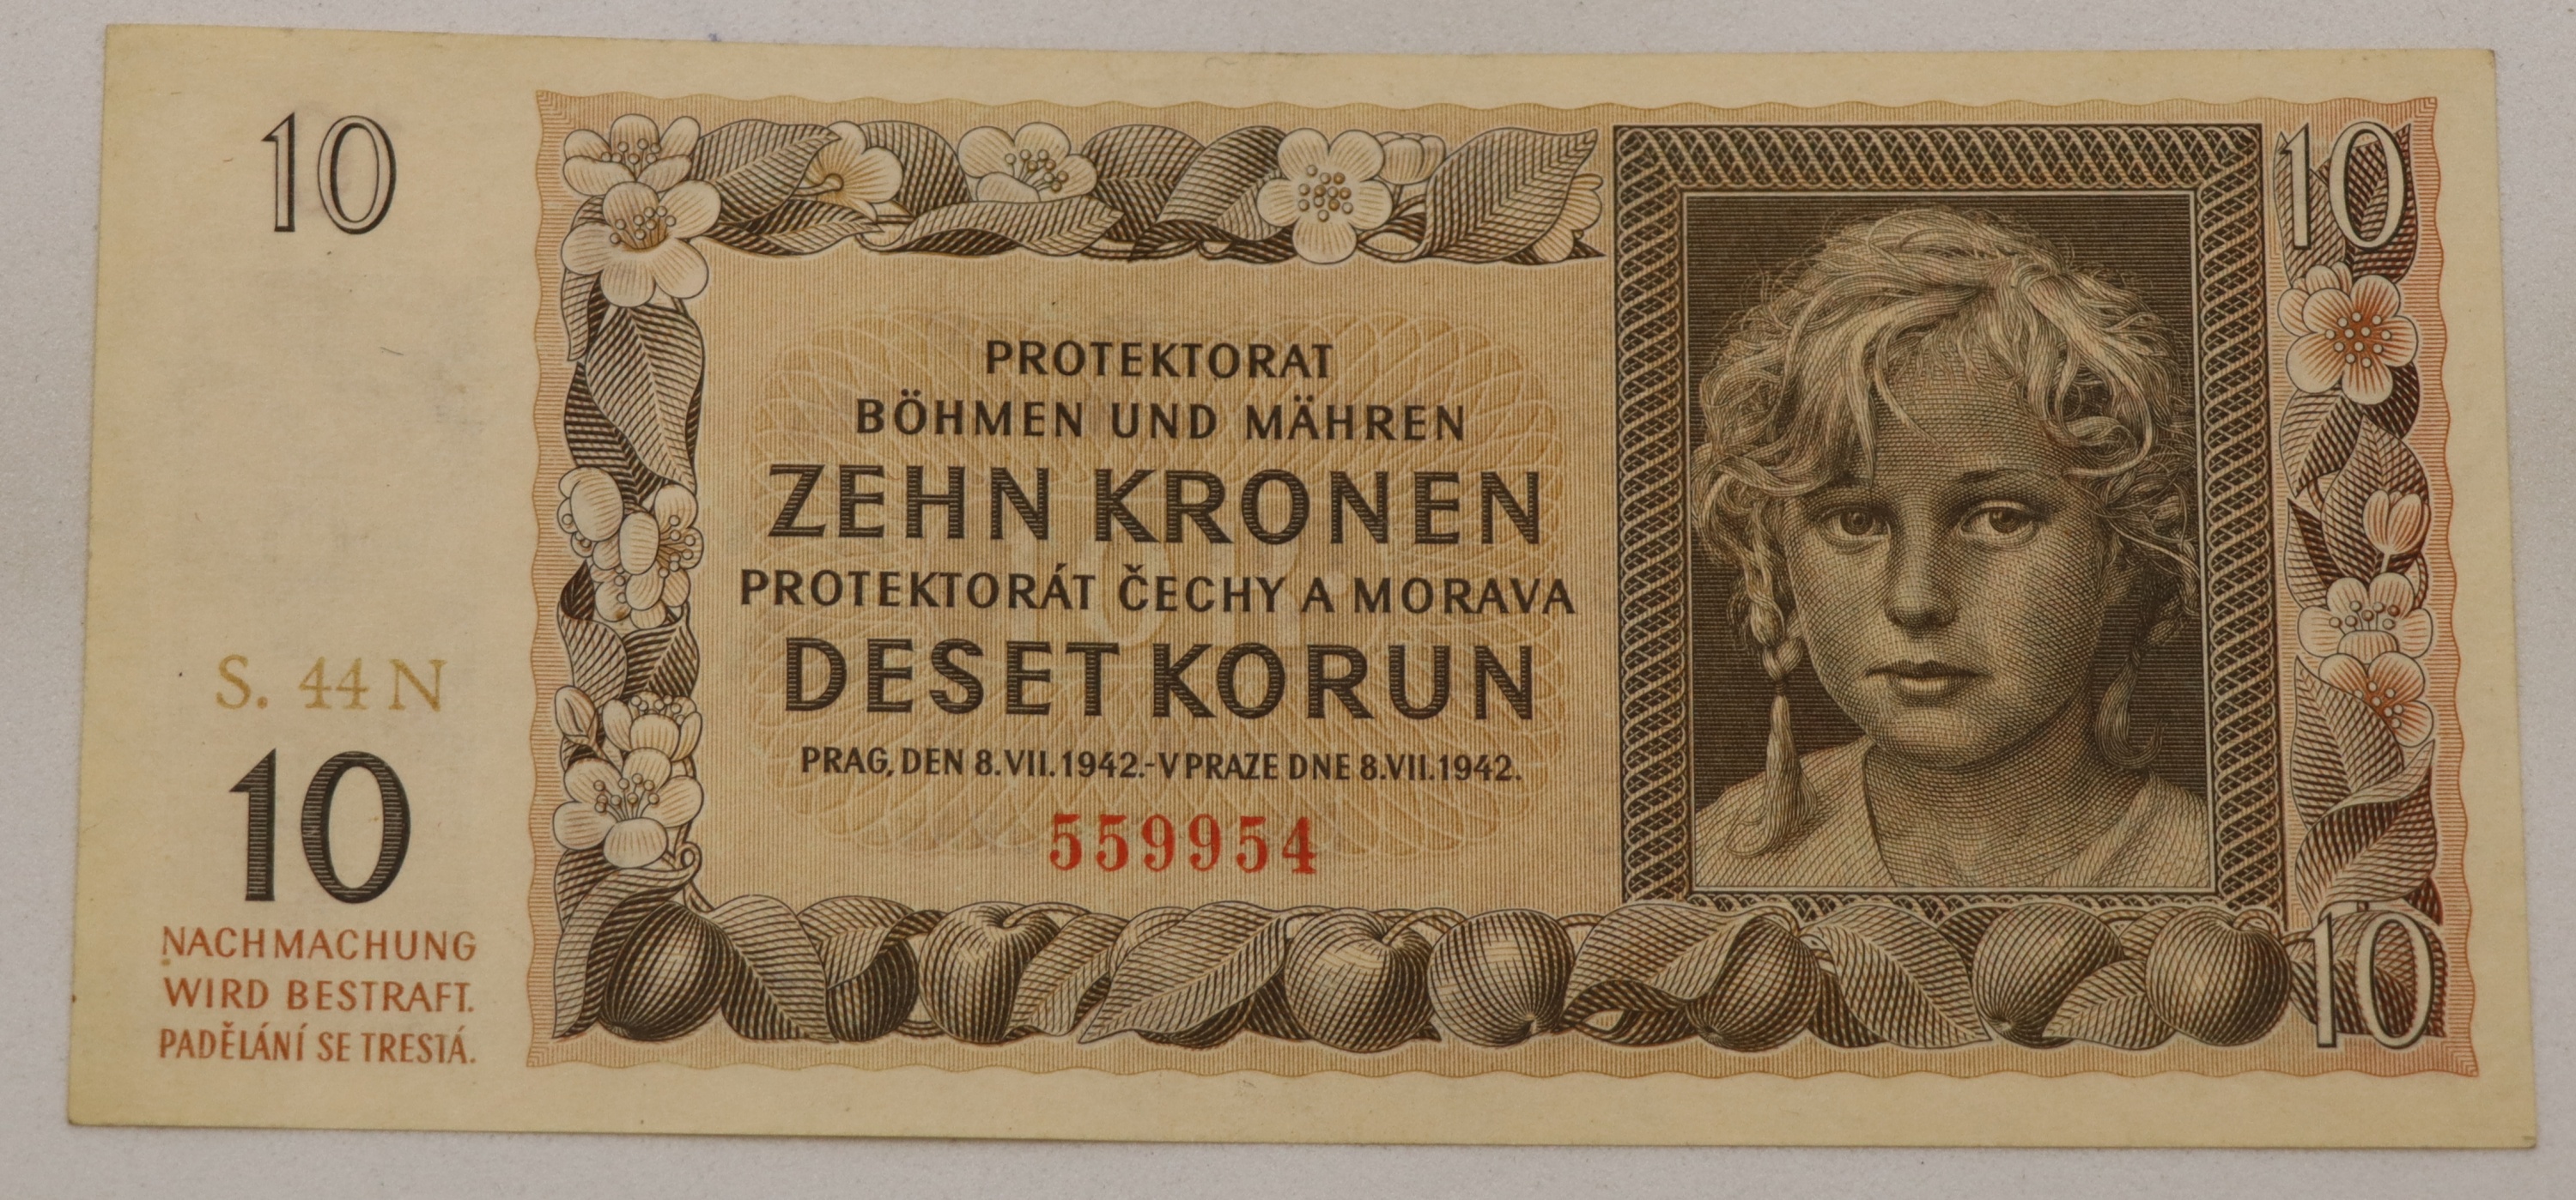 10
S. 44 N
10
NACHMACHUNG
WIRD BESTRAFT.
PADĚLÁNÍ SE TRESTÁ.
PROTEKTORAT
BÖHMEN UND MÄHREN
ZEHN KRONEN
PROTEKTORÁT ČECHY A MORAVA
DESET KORUN
PRAG, DEN 8.VII.1942.-V PRAZE DNE 8.VII.1942.
559954
10
10